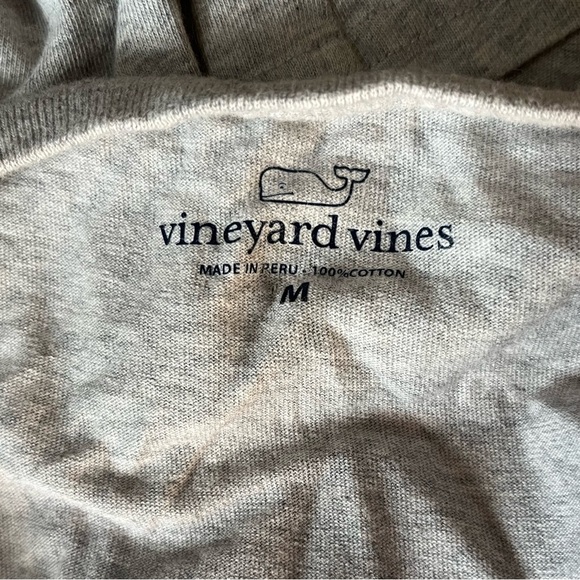 vineyard vines
MADE IN PERU - 100% COTTON
M